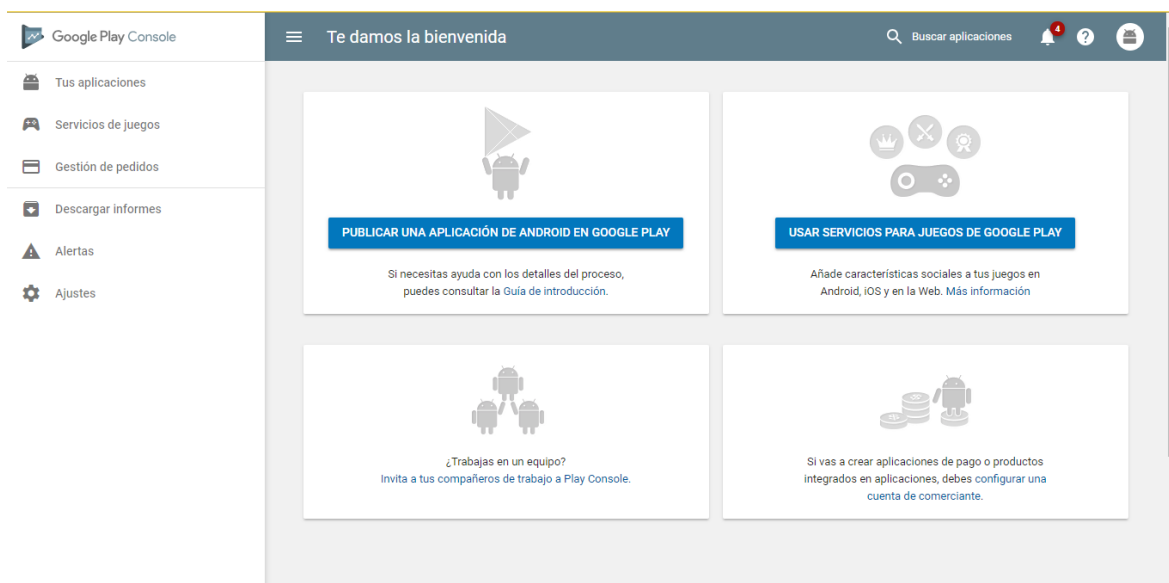 Google Play Console
Te damos la bienvenida
Buscar aplicaciones
4
Tus aplicaciones
Servicios de juegos
Gestión de pedidos
Descargar informes
Alertas
Ajustes
PUBLICAR UNA APLICACIÓN DE ANDROID EN GOOGLE PLAY
Si necesitas ayuda con los detalles del proceso,
puedes consultar la Guía de introducción.
USAR SERVICIOS PARA JUEGOS DE GOOGLE PLAY
Añade características sociales a tus juegos en
Android, iOS y en la Web. Más información
¿Trabajas en un equipo?
Invita a tus compañeros de trabajo a Play Console.
Si vas a crear aplicaciones de pago o productos
integrados en aplicaciones, debes configurar una
cuenta de comerciante.